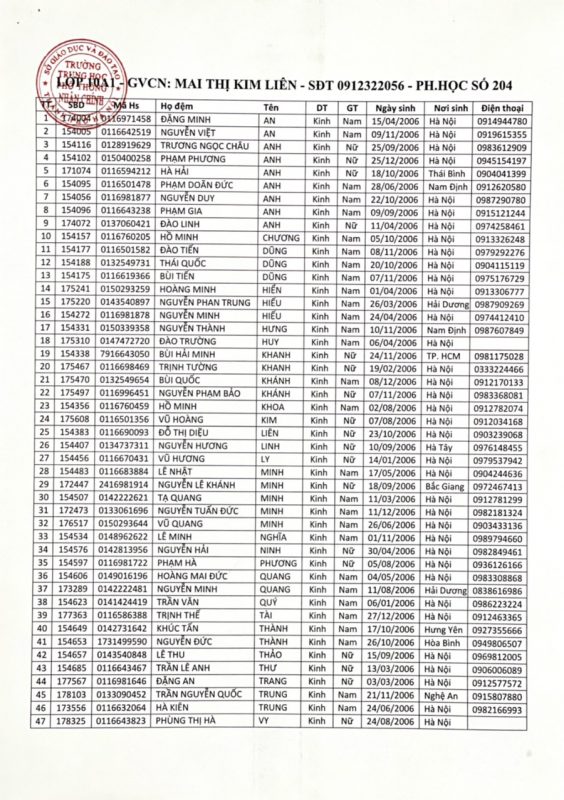 SỞ GIÁO DỤC VÀ ĐÀO TẠO
TRƯỜNG
TRUNG HỌC
PHỔ THÔNG
NHÂN CHÍNH
LỚP 10A1 - GVCN: MAI THỊ KIM LIÊN - SĐT 0912322056 - PH.HỌC SỐ 204
TT SBD Mã Hs Họ đệm Tên DT GT Ngày sinh Nơi sinh Điện thoại
1 174004 0116971458 ĐẶNG MINH AN Kinh Nam 15/04/2006 Hà Nội 0914944780
2 154005 0116642519 NGUYỄN VIỆT AN Kinh Nam 09/11/2006 Hà Nội 0919615355
3 154116 0128919629 TRƯƠNG NGỌC CHÂU ANH Kinh Nữ 25/09/2006 Hà Nội 0983612909
4 154102 0150400258 PHẠM PHƯƠNG ANH Kinh Nữ 25/12/2006 Hà Nội 0945154197
5 171074 0116594212 HÀ HẢI ANH Kinh Nữ 18/10/2006 Thái Bình 0904041399
6 154095 0116501478 PHẠM DOÃN ĐỨC ANH Kinh Nam 28/06/2006 Nam Định 0912620580
7 154056 0116981877 NGUYỄN DUY ANH Kinh Nam 22/10/2006 Hà Nội 0987290780
8 154096 0116643238 PHẠM GIA ANH Kinh Nam 09/09/2006 Hà Nội 0915121244
9 174072 0137060421 ĐÀO LINH ANH Kinh Nữ 11/04/2006 Hà Nội 0974258461
10 154157 0116760205 HỒ MINH CHƯƠNG Kinh Nam 05/10/2006 Hà Nội 0913326248
11 154177 0116501582 ĐÀO TIẾN DŨNG Kinh Nam 08/11/2006 Hà Nội 0979292276
12 154188 0132549731 THÁI QUỐC DŨNG Kinh Nam 20/10/2006 Hà Nội 0904115119
13 154175 0116619366 BÙI TIẾN DŨNG Kinh Nam 07/11/2006 Hà Nội 0975176729
14 175241 0150293259 HOÀNG MINH HIỂN Kinh Nam 01/04/2006 Hà Nội 0913306777
15 175220 0143540897 NGUYỄN PHAN TRUNG HIẾU Kinh Nam 26/03/2006 Hải Dương 0987909269
16 154272 0116981878 NGUYỄN MINH HIẾU Kinh Nam 24/04/2006 Hà Nội 0974412410
17 154331 0150339358 NGUYỄN THÀNH HƯNG Kinh Nam 10/11/2006 Nam Định 0987607849
18 175310 0147472720 ĐÀO TRƯỜNG HUY Kinh Nam 06/04/2006 Hà Nội
19 154338 7916643050 BÙI HẢI MINH KHANH Kinh Nữ 24/11/2006 TP. HCM 0981175028
20 175467 0116698469 TRỊNH TƯỜNG KHANH Kinh Nữ 19/02/2006 Hà Nội 0333224466
21 175470 0132549654 BÙI QUỐC KHÁNH Kinh Nam 08/12/2006 Hà Nội 0912170133
22 175497 0116996451 NGUYỄN PHẠM BẢO KHÁNH Kinh Nữ 07/11/2006 Hà Nội 0983368081
23 154356 0116760459 HỒ MINH KHOA Kinh Nam 02/08/2006 Hà Nội 0912782074
24 175608 0116501356 VŨ HOÀNG KIM Kinh Nữ 07/08/2006 Hà Nội 0912034168
25 154383 0116690093 ĐỖ THỊ DIỆU LIÊN Kinh Nữ 23/10/2006 Hà Nội 0903239068
26 154407 0134737311 NGUYỄN HƯƠNG LINH Kinh Nữ 10/09/2006 Hà Tây 0976148455
27 154456 0116670431 VŨ HƯƠNG LY Kinh Nữ 14/01/2006 Hà Nội 0979537942
28 154483 0116683884 LÊ NHẬT MINH Kinh Nam 17/05/2006 Hà Nội 0904244636
29 172447 2416981914 NGUYỄN LÊ KHÁNH MINH Kinh Nữ 18/09/2006 Bắc Giang 0972467413
30 154507 0142222621 TẠ QUANG MINH Kinh Nam 11/03/2006 Hà Nội 0912781299
31 172473 0133061696 NGUYỄN TUẤN ĐỨC MINH Kinh Nam 11/12/2006 Hà Nội 0982181324
32 176517 0150293644 VŨ QUANG MINH Kinh Nam 26/06/2006 Hà Nội 0903433136
33 154534 0148962622 LÊ MINH NGHĨA Kinh Nam 01/11/2006 Hà Nội 0989794660
34 154576 0142813956 NGUYỄN HẢI NINH Kinh Nữ 30/04/2006 Hà Nội 0982849461
35 154597 0116981722 PHẠM HÀ PHƯƠNG Kinh Nữ 05/08/2006 Hà Nội 0936126166
36 154606 0149016196 HOÀNG MAI ĐỨC QUANG Kinh Nam 04/05/2006 Hà Nội 0983308868
37 173289 0142222481 NGUYỄN MINH QUANG Kinh Nam 11/08/2006 Hải Dương 0838616986
38 154623 0141424419 TRẦN VĂN QUÝ Kinh Nam 06/01/2006 Hà Nội 0986223224
39 177363 0116586388 TRỊNH THẾ TÀI Kinh Nam 27/12/2006 Hà Nội 0912463365
40 154649 0142731662 KHÚC TẤN THÀNH Kinh Nam 17/10/2006 Hưng Yên 0927355666
41 154653 1731499590 NGUYỄN ĐỨC THÀNH Kinh Nam 26/10/2006 Hòa Bình 0949806507
42 154657 0143540848 LÊ THU THẢO Kinh Nữ 15/09/2006 Hà Nội 0969812005
43 154685 0116643467 TRẦN LÊ ANH THƯ Kinh Nữ 13/03/2006 Hà Nội 0906006089
44 177567 0116981646 ĐẶNG AN TRANG Kinh Nữ 03/03/2006 Hà Nội 0912577572
45 178103 0133090452 TRẦN NGUYỄN QUỐC TRUNG Kinh Nam 21/11/2006 Nghệ An 0915807880
46 173556 0116632064 HÀ KIÊN TRUNG Kinh Nam 24/06/2006 Hà Nội 0982166993
47 178325 0116643823 PHÙNG THỊ HÀ VY Kinh Nữ 24/08/2006 Hà Nội